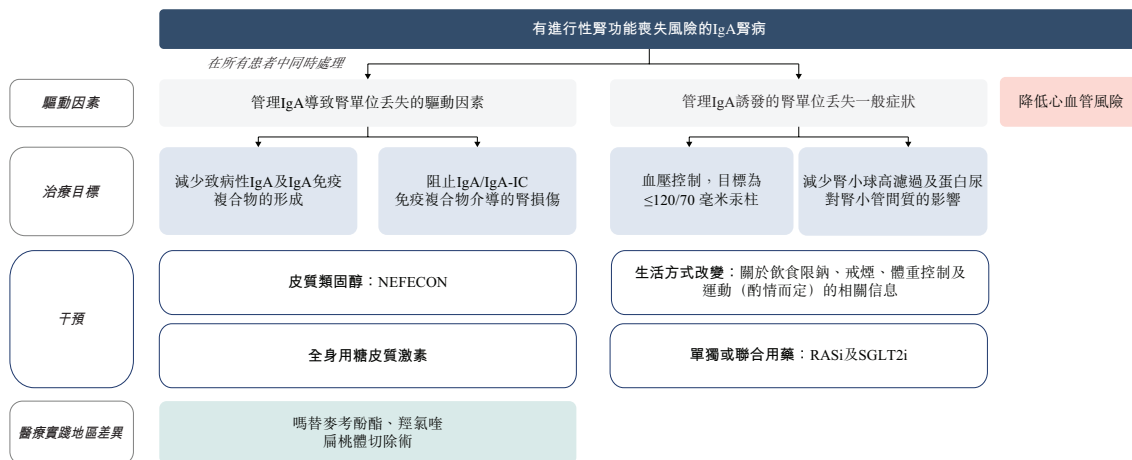 有進行性腎功能喪失風險的IgA腎病
在所有患者中同時處理
驅動因素
管理IgA導致腎單位丟失的驅動因素
管理IgA誘發的腎單位丟失一般症狀
降低心血管風險
治療目標
減少致病性IgA及IgA免疫
複合物的形成
阻止IgA/IgA-IC
免疫複合物介導的腎損傷
血壓控制，目標為
≤120/70 毫米汞柱
減少腎小球高濾過及蛋白尿
對腎小管間質的影響
干預
皮質類固醇：NEFECON
生活方式改變：關於飲食限鈉、戒煙、體重控制及
運動（酌情而定）的相關信息
全身用糖皮質激素
單獨或聯合用藥：RASi及SGLT2i
醫療實踐地區差異
嗎替麥考酚酯、羥氯喹
扁桃體切除術